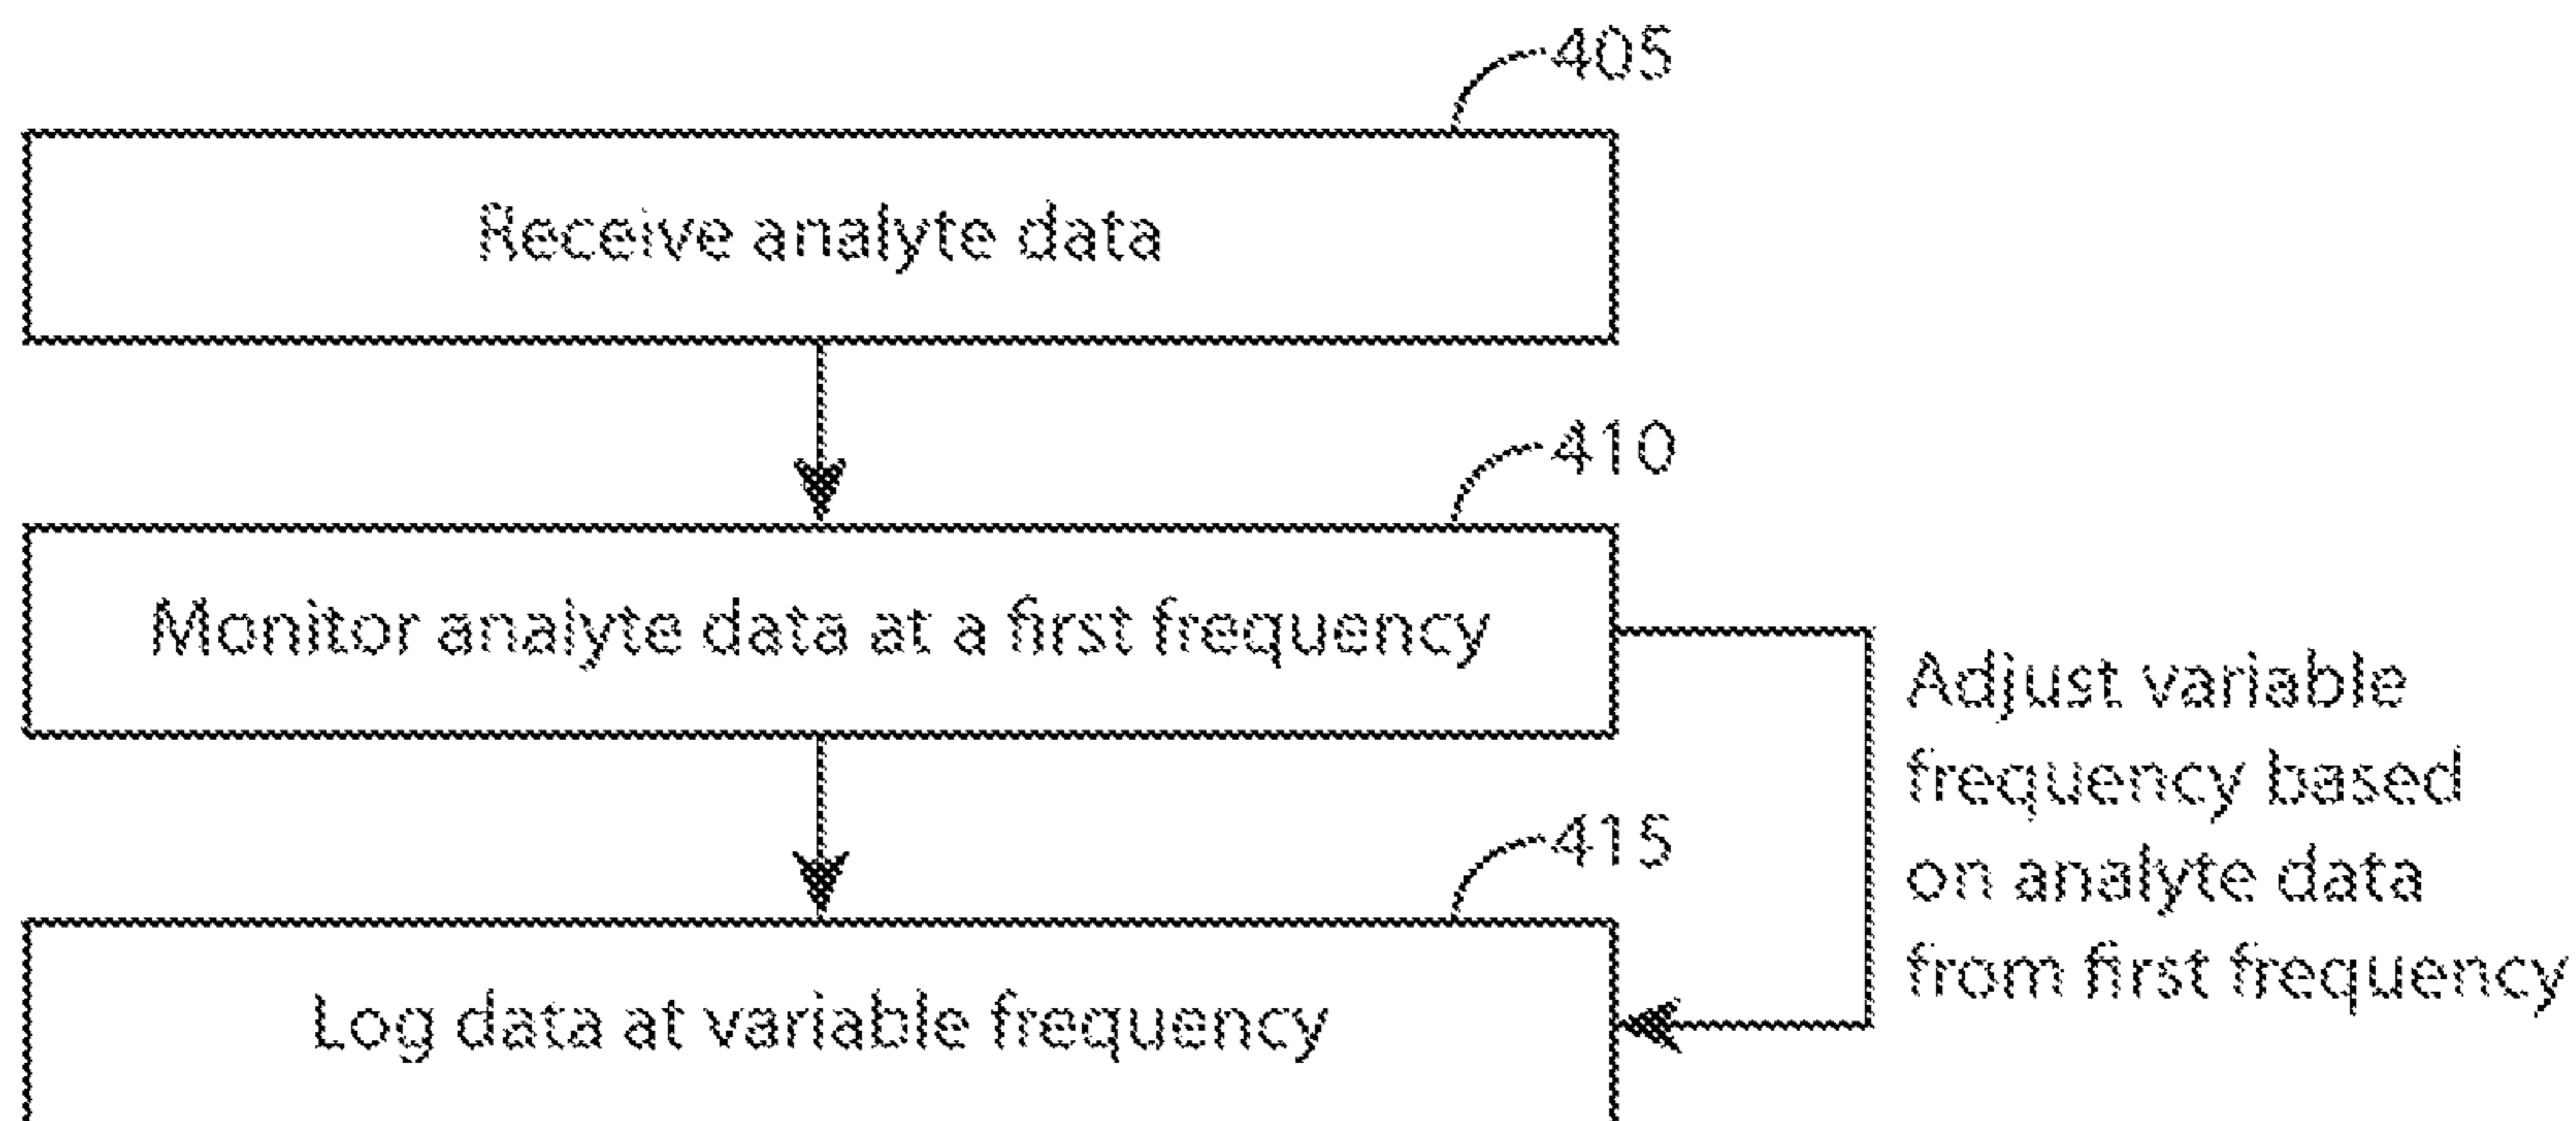 405
Receive analyte data
410
Monitor analyte data at a first frequency
Adjust variable
frequency based
on analyte data
from first frequency
415
Log data at variable frequency